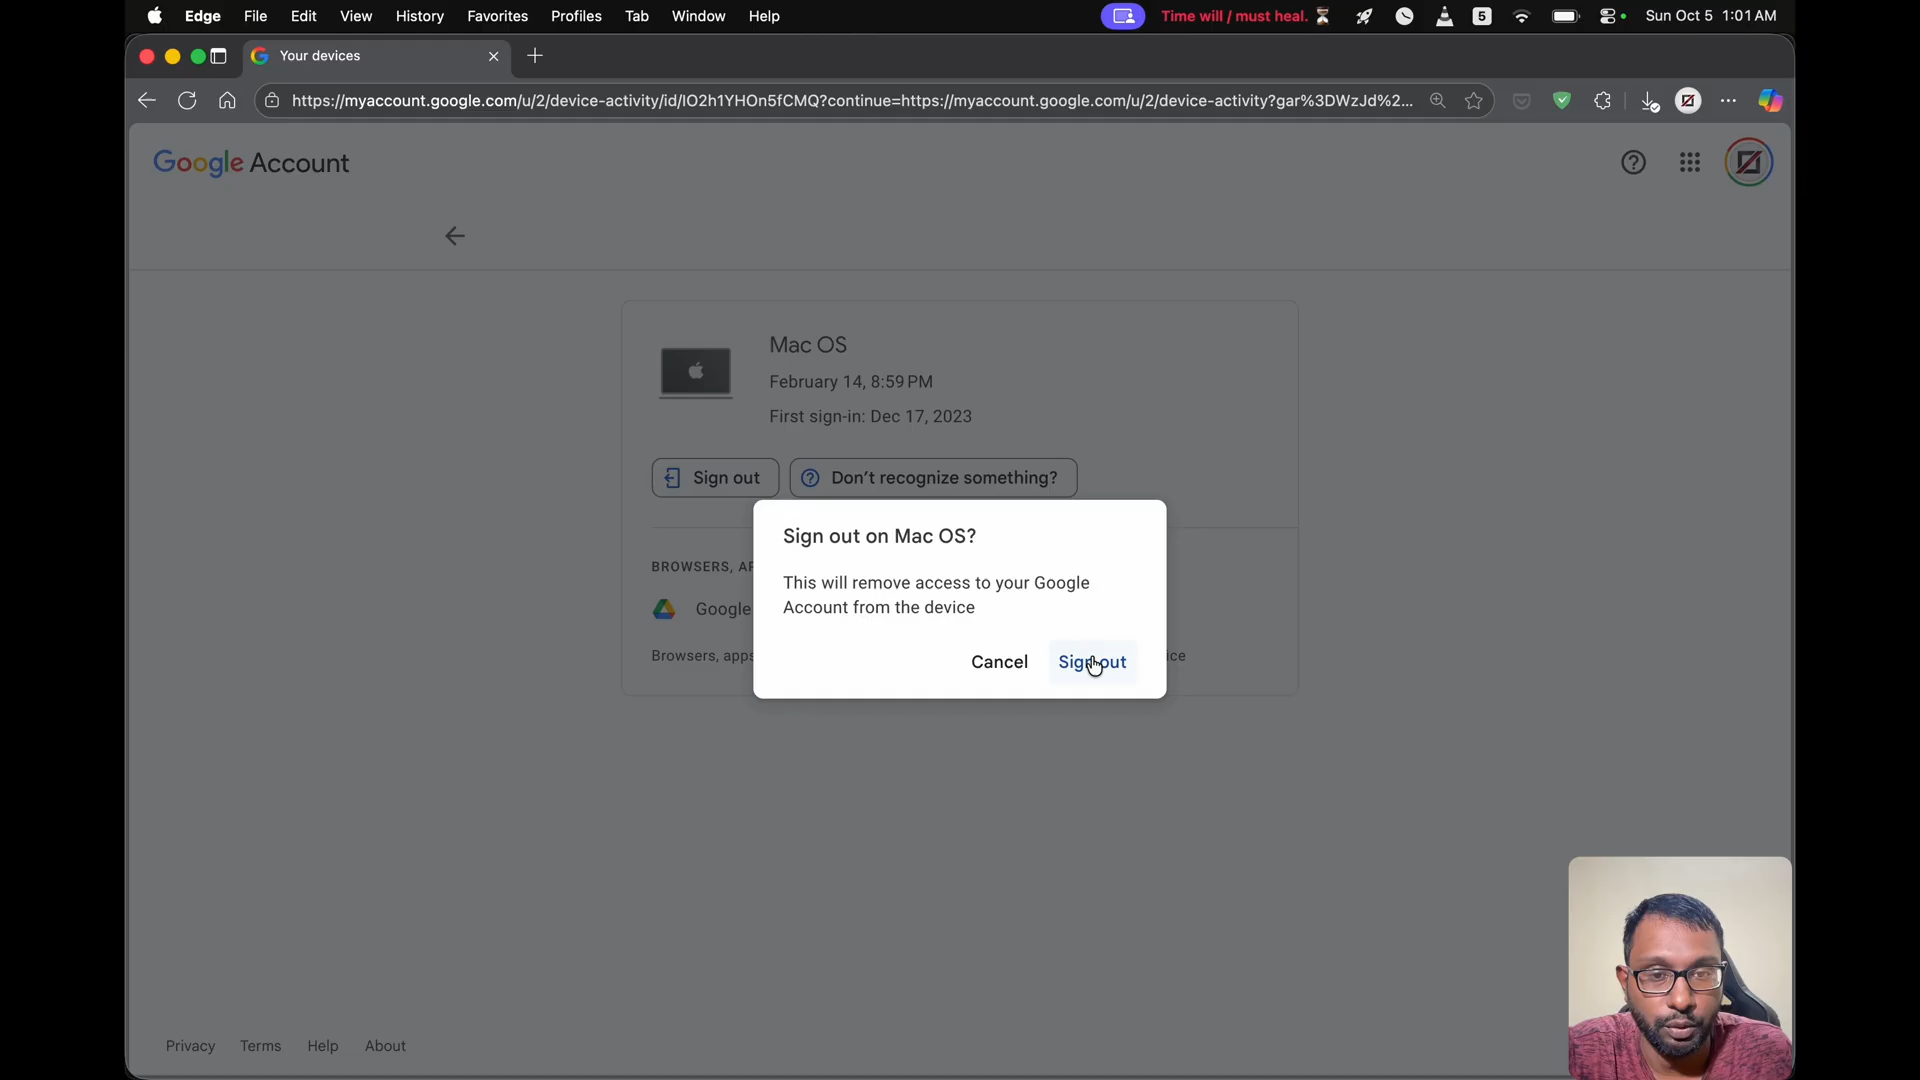 Edge File Edit View History Favorites Profiles Tab Window Help Time will / must heal. 5 Sun Oct 5 1:01 AM
Your devices
https://myaccount.google.com/u/2/device-activity/id/IO2h1YHOn5fCMQ?continue=https://myaccount.google.com/u/2/device-activity?gar%3DWzJd%2...
Google Account
Mac OS
February 14, 8:59 PM
First sign-in: Dec 17, 2023
Sign out Don't recognize something?
Sign out on Mac OS?
BROWSERS, AP
This will remove access to your Google
Account from the device
Google
Browsers, apps ice
Cancel Sign out
Privacy Terms Help About